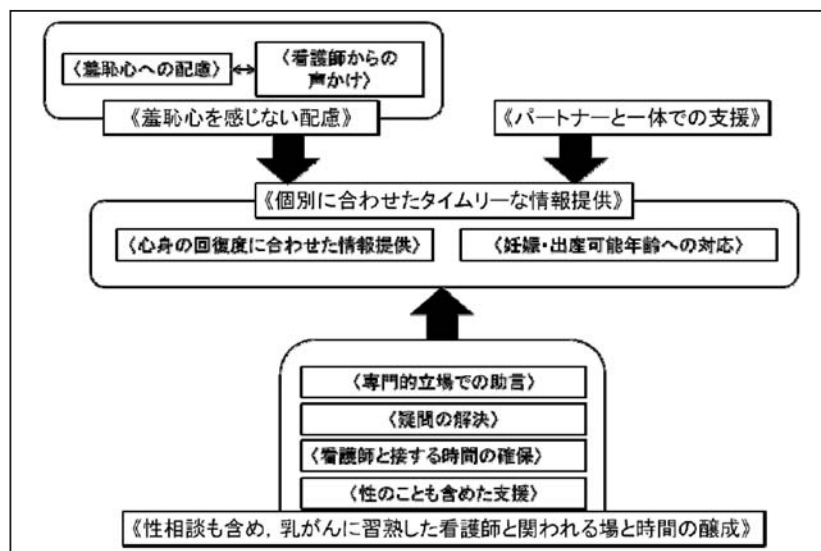 〈羞恥心への配慮〉
〈看護師からの
声かけ〉
《羞恥心を感じない配慮》
《パートナーと一体での支援》
《個別に合わせたタイムリーな情報提供》
〈心身の回復度に合わせた情報提供〉
〈妊娠・出産可能年齢への対応〉
〈専門的立場での助言〉
〈疑問の解決〉
〈看護師と接する時間の確保〉
〈性のことも含めた支援〉
《性相談も含め，乳がんに習熟した看護師と関われる場と時間の醸成》